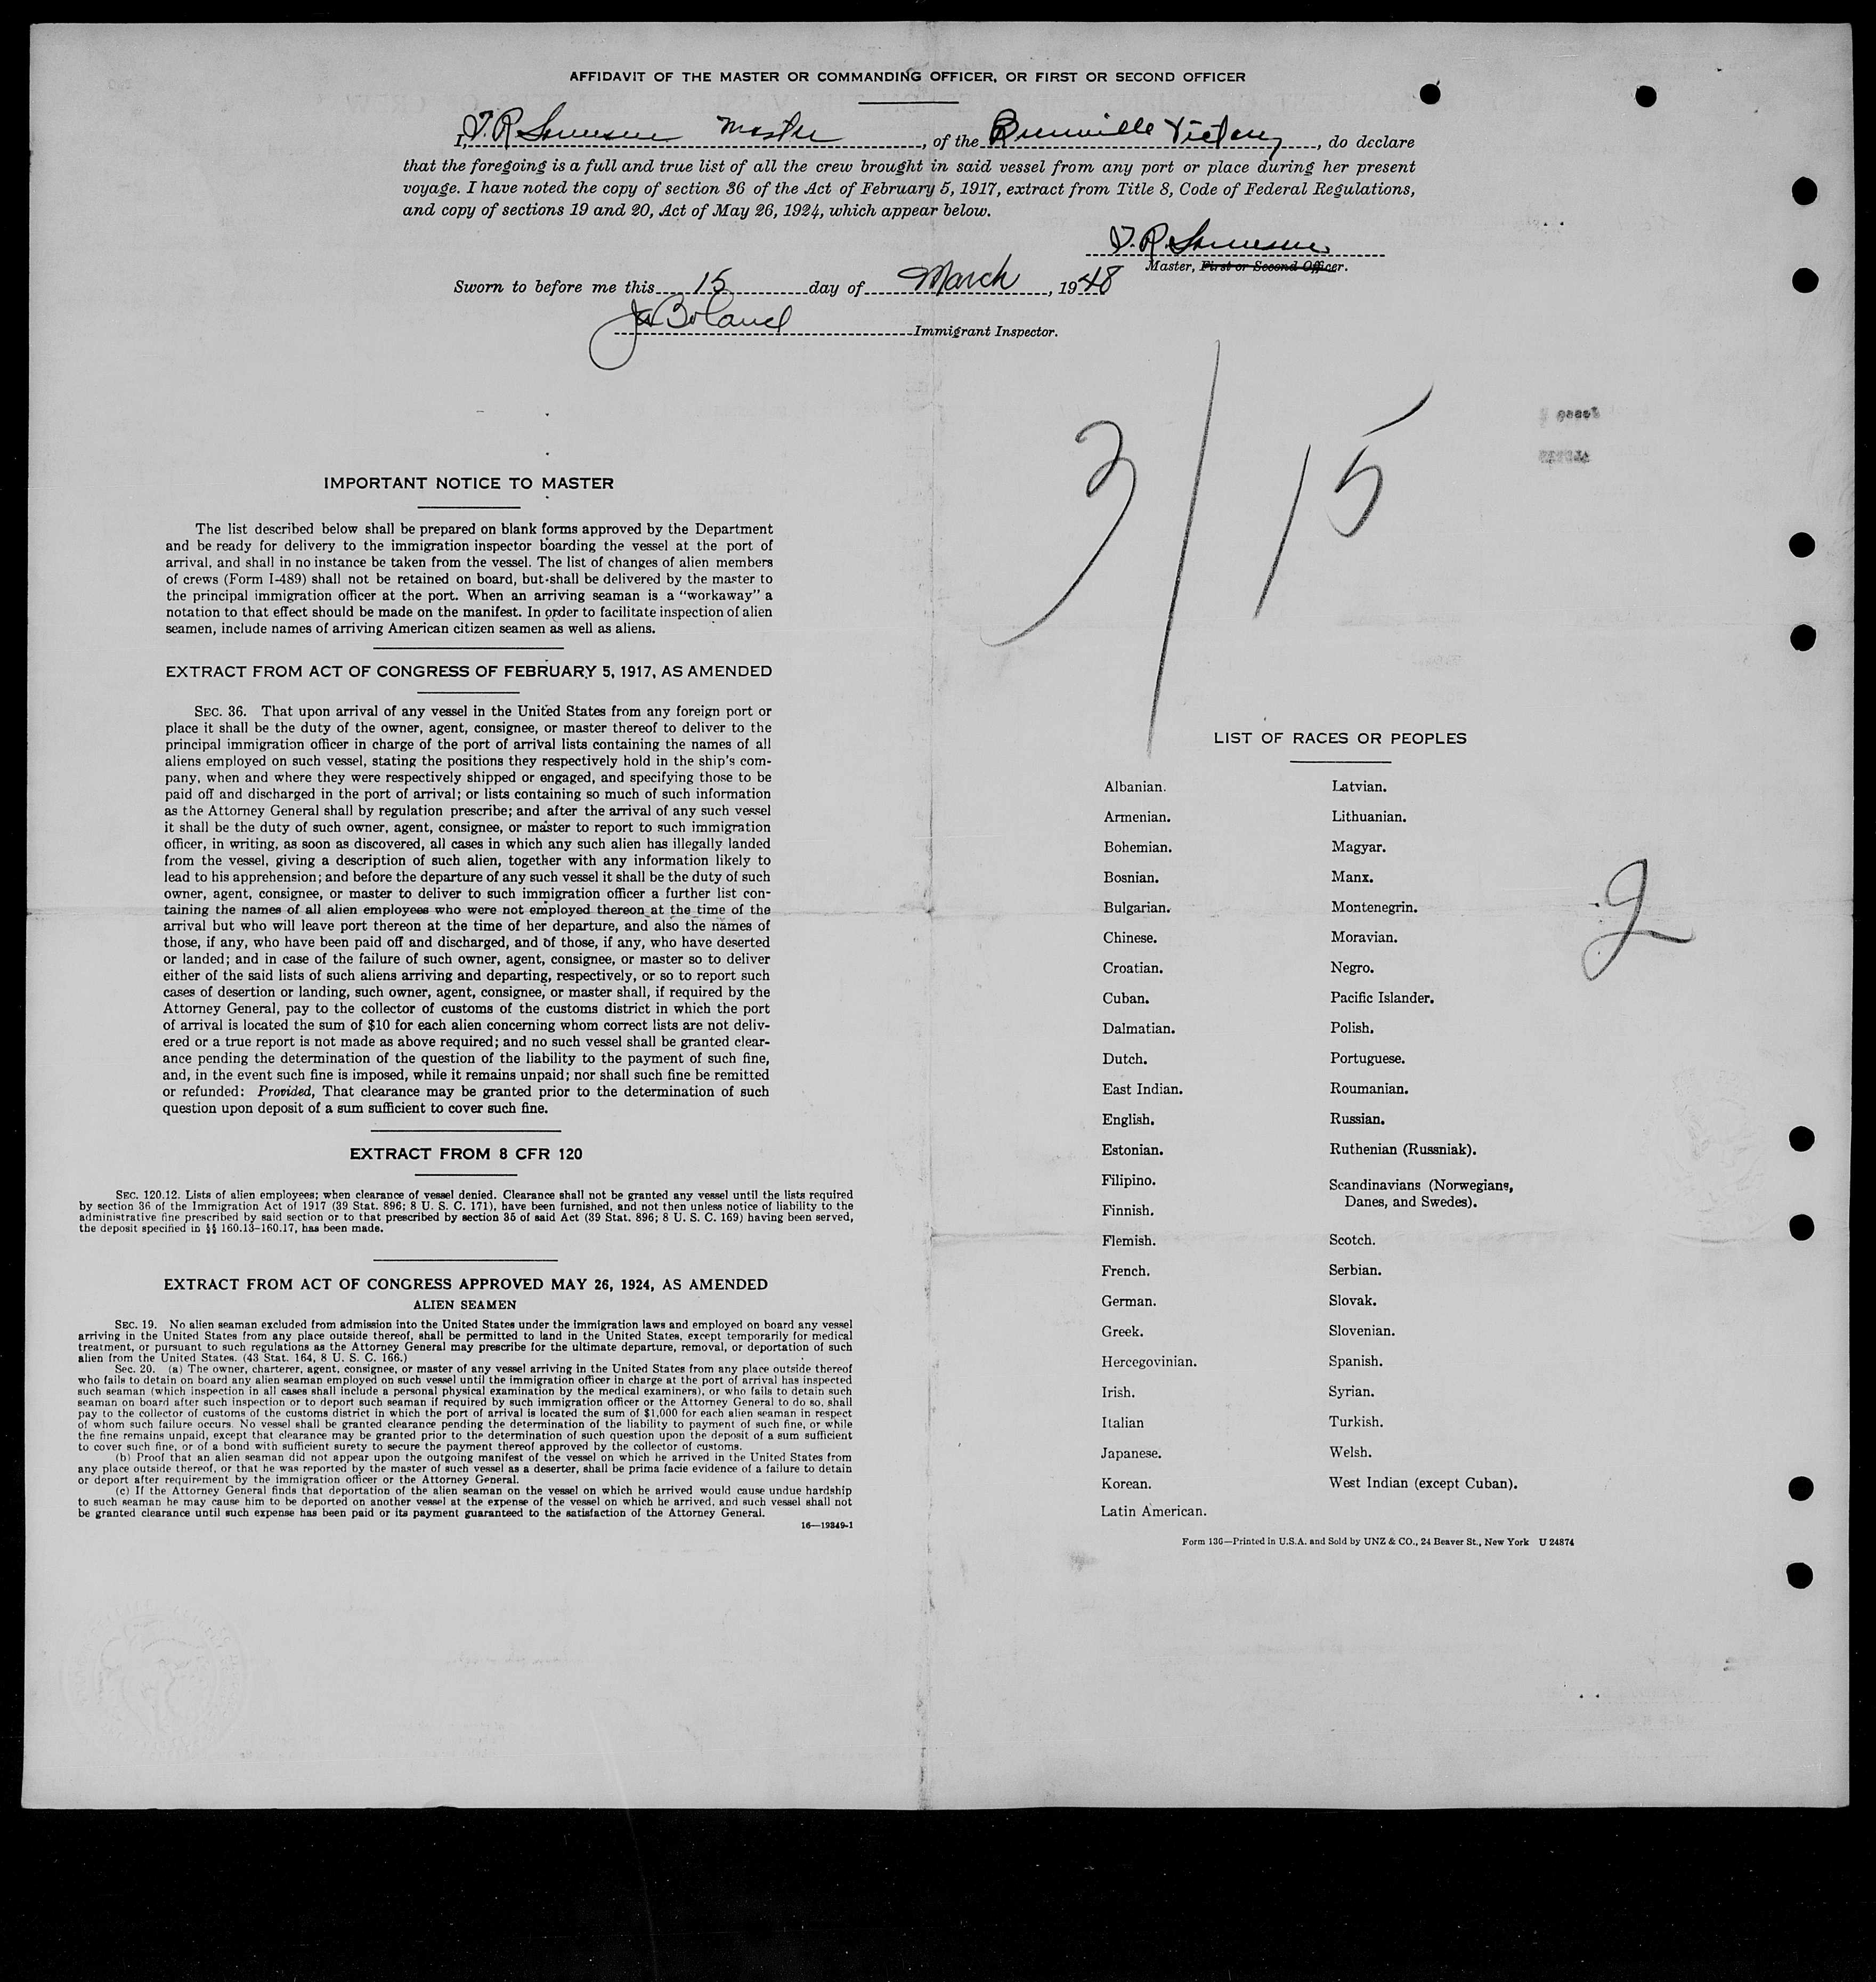 AFFIDAVIT OF THE MASTER OR COMMANDING OFFICER, OR FIRST OR SECOND OFFICER
I, Master, of the Victory, do declare
that the foregoing is a full and true list of all the crew brought in said vessel from any port or place during her present
voyage. I have noted the copy of section 36 of the Act of February 5, 1917, extract from Title 8, Code of Federal Regulations,
and copy of sections 19 and 20, Act of May 26, 1924, which appear below.
Master, First or Second Officer.
Sworn to before me this 15 day of March, 1948
Immigrant Inspector.
3/15
IMPORTANT NOTICE TO MASTER
The list described below shall be prepared on blank forms approved by the Department
and be ready for delivery to the immigration inspector boarding the vessel at the port of
arrival, and shall in no instance be taken from the vessel. The list of changes of alien members
of crews (Form I-489) shall not be retained on board, but shall be delivered by the master to
the principal immigration officer at the port. When an arriving seaman is a "workaway" a
notation to that effect should be made on the manifest. In order to facilitate inspection of alien
seamen, include names of arriving American citizen seamen as well as aliens.
EXTRACT FROM ACT OF CONGRESS OF FEBRUARY 5, 1917, AS AMENDED
SEC. 36. That upon arrival of any vessel in the United States from any foreign port or
place it shall be the duty of the owner, agent, consignee, or master thereof to deliver to the
principal immigration officer in charge of the port of arrival lists containing the names of all
aliens employed on such vessel, stating the positions they respectively hold in the ship's com-
pany, when and where they were respectively shipped or engaged, and specifying those to be
paid off and discharged in the port of arrival; or lists containing so much of such information
as the Attorney General shall by regulation prescribe; and after the arrival of any such vessel
it shall be the duty of such owner, agent, consignee, or master to report to such immigration
officer, in writing, as soon as discovered, all cases in which any such alien has illegally landed
from the vessel, giving a description of such alien, together with any information likely to
lead to his apprehension; and before the departure of any such vessel it shall be the duty of such
owner, agent, consignee, or master to deliver to such immigration officer a further list con-
taining the names of all alien employees who were not employed thereon at the time of the
arrival but who will leave port thereon at the time of her departure, and also the names of
those, if any, who have been paid off and discharged, and of those, if any, who have deserted
or landed; and in case of the failure of such owner, agent, consignee, or master so to deliver
either of the said lists of such aliens arriving and departing, respectively, or so to report such
cases of desertion or landing, such owner, agent, consignee, or master shall, if required by the
Attorney General, pay to the collector of customs of the customs district in which the port
of arrival is located the sum of $10 for each alien concerning whom correct lists are not deliv-
ered or a true report is not made as above required; and no such vessel shall be granted clear-
ance pending the determination of the question of the liability to the payment of such fine,
and, in the event such fine is imposed, while it remains unpaid; nor shall such fine be remitted
or refunded: Provided, That clearance may be granted prior to the determination of such
question upon deposit of a sum sufficient to cover such fine.
EXTRACT FROM 8 CFR 120
SEC. 120.12. Lists of alien employees; when clearance of vessel denied. Clearance shall not be granted any vessel until the lists required
by section 36 of the Immigration Act of 1917 (39 Stat. 896; 8 U. S. C. 171), have been furnished, and not then unless notice of liability to the
administrative fine prescribed by said section or to that prescribed by section 35 of said Act (39 Stat. 896; 8 U. S. C. 169) having been served,
the deposit specified in §§ 160.13-160.17, has been made.
EXTRACT FROM ACT OF CONGRESS APPROVED MAY 26, 1924, AS AMENDED
ALIEN SEAMEN
SEC. 19. No alien seaman excluded from admission into the United States under the immigration laws and employed on board any vessel
arriving in the United States from any place outside thereof, shall be permitted to land in the United States, except temporarily for medical
treatment, or pursuant to such regulations as the Attorney General may prescribe for the ultimate departure, removal, or deportation of such
alien from the United States. (43 Stat. 164, 8 U. S. C. 166.)
Sec. 20. (a) The owner, charterer, agent, consignee, or master of any vessel arriving in the United States from any place outside thereof
who fails to detain on board any alien seaman employed on such vessel until the immigration officer in charge at the port of arrival has inspected
such seaman (which inspection in all cases shall include a personal physical examination by the medical examiners), or who fails to detain such
seaman on board after such inspection or to deport such seaman if required by such immigration officer or the Attorney General to do so, shall
pay to the collector of customs of the customs district in which the port of arrival is located the sum of $1,000 for each alien seaman in respect
of whom such failure occurs. No vessel shall be granted clearance pending the determination of the liability to payment of such fine, or while
the fine remains unpaid, except that clearance may be granted prior to the determination of such question upon the deposit of a sum sufficient
to cover such fine, or of a bond with sufficient surety to secure the payment thereof approved by the collector of customs.
(b) Proof that an alien seaman did not appear upon the outgoing manifest of the vessel on which he arrived in the United States from
any place outside thereof, or that he was reported by the master of such vessel as a deserter, shall be prima facie evidence of a failure to detain
or deport after requirement by the immigration officer or the Attorney General.
(c) If the Attorney General finds that deportation of the alien seaman on the vessel on which he arrived would cause undue hardship
to such seaman he may cause him to be deported on another vessel at the expense of the vessel on which he arrived, and such vessel shall not
be granted clearance until such expense has been paid or its payment guaranteed to the satisfaction of the Attorney General.
16—19349-1
LIST OF RACES OR PEOPLES
Albanian.
Armenian.
Bohemian.
Bosnian.
Bulgarian.
Chinese.
Croatian.
Cuban.
Dalmatian.
Dutch.
East Indian.
English.
Estonian.
Filipino.
Finnish.
Flemish.
French.
German.
Greek.
Hercegovinian.
Irish.
Italian
Japanese.
Korean.
Latin American.
Latvian.
Lithuanian.
Magyar.
Manx.
Montenegrin.
Moravian.
Negro.
Pacific Islander.
Polish.
Portuguese.
Roumanian.
Russian.
Ruthenian (Russniak).
Scandinavians (Norwegians,
Danes, and Swedes).
Scotch.
Serbian.
Slovak.
Slovenian.
Spanish.
Syrian.
Turkish.
Welsh.
West Indian (except Cuban).
2
Form 136—Printed in U.S.A. and Sold by UNZ & CO., 24 Beaver St., New York U 24874